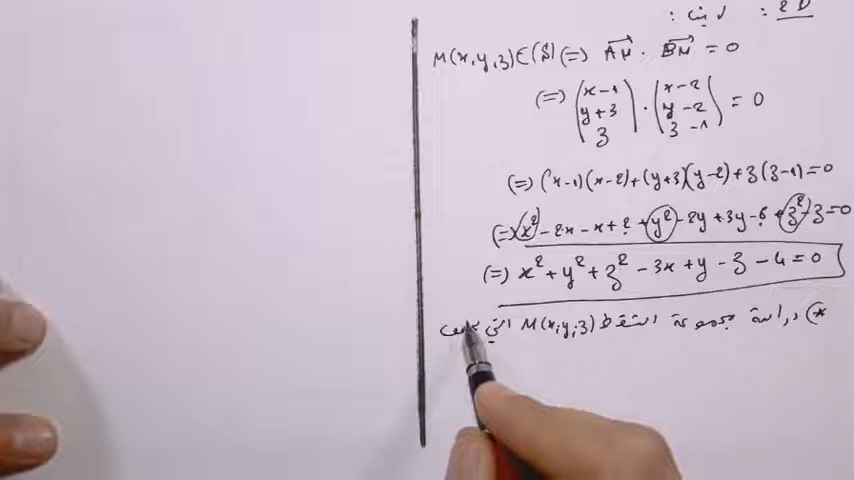 2D : لدينا :
M(x,y,z)∈(S) (=) AM→ . BM→ = 0
(=) (x-1 y+3 z) . (x-2 y-2 z-1) = 0
(=) (x-1)(x-2)+(y+3)(y-2)+z(z-1)=0
(=) x²-2x-x+2+y²-2y+3y-6+z²-z=0
(=) x²+y²+z²-3x+y-z-4=0
*) دراسة مجموعة النقط M(x,y,z) التي